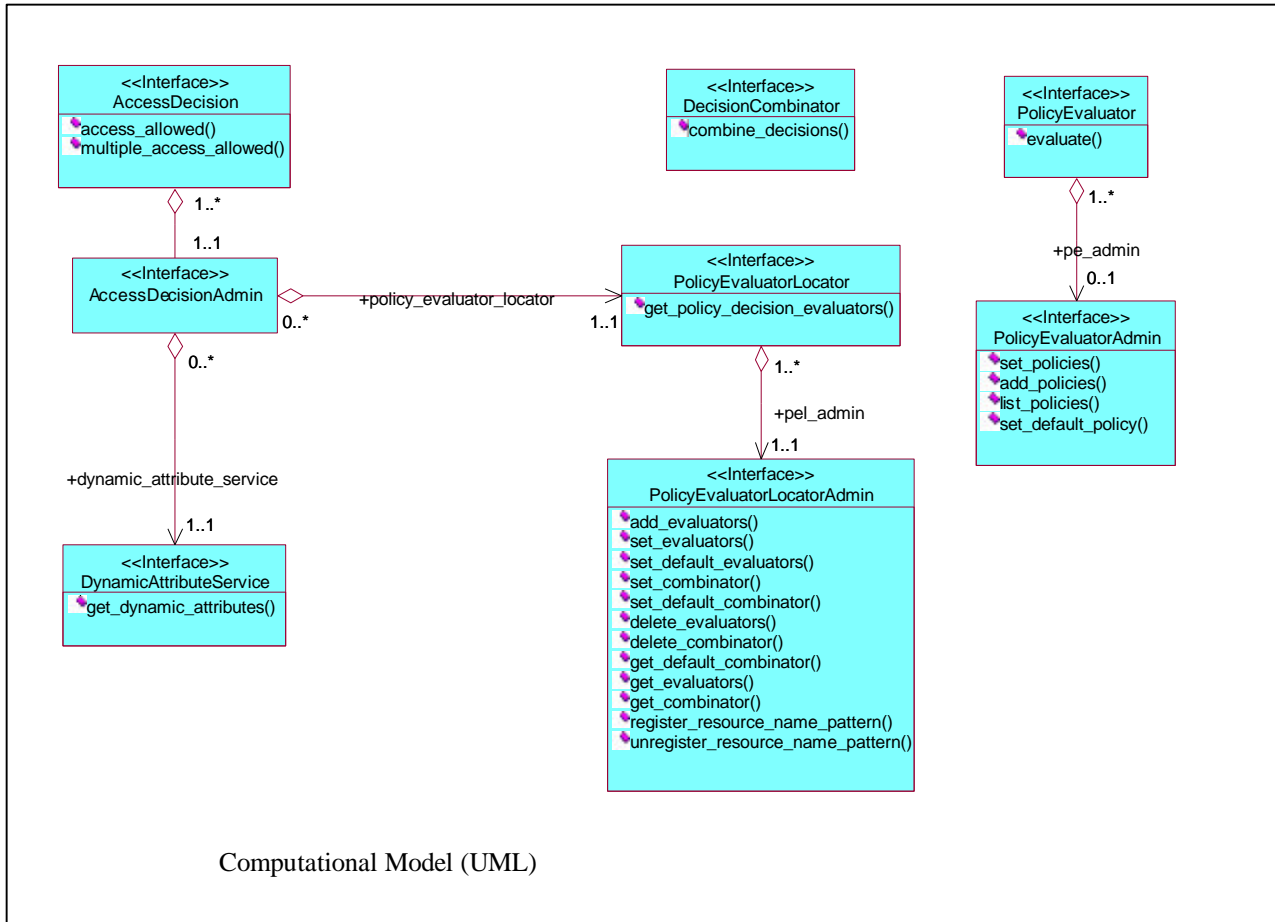 <<Interface>>
AccessDecision
access_allowed()
multiple_access_allowed()
1..*
1..1
<<Interface>>
AccessDecisionAdmin
0..*
+policy_evaluator_locator
1..1
0..*
+dynamic_attribute_service
1..1
<<Interface>>
DynamicAttributeService
get_dynamic_attributes()
<<Interface>>
DecisionCombinator
combine_decisions()
<<Interface>>
PolicyEvaluatorLocator
get_policy_decision_evaluators()
1..*
+pel_admin
1..1
<<Interface>>
PolicyEvaluatorLocatorAdmin
add_evaluators()
set_evaluators()
set_default_evaluators()
set_combinator()
set_default_combinator()
delete_evaluators()
delete_combinator()
get_default_combinator()
get_evaluators()
get_combinator()
register_resource_name_pattern()
unregister_resource_name_pattern()
<<Interface>>
PolicyEvaluator
evaluate()
1..*
+pe_admin
0..1
<<Interface>>
PolicyEvaluatorAdmin
set_policies()
add_policies()
list_policies()
set_default_policy()
Computational Model (UML)